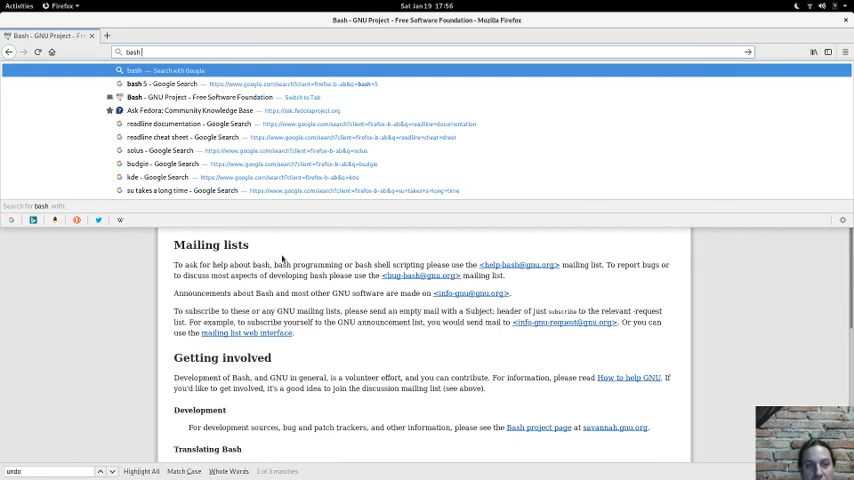 Activities Firefox Sat Jan 19 17:56
Bash - GNU Project - Free Software Foundation - Mozilla Firefox
Bash - GNU Project - Fre
bash
bash — Search with Google
bash 5 - Google Search — https://www.google.com/search?client=firefox-b-ab&q=bash+5
Bash - GNU Project - Free Software Foundation — Switch to Tab
Ask Fedora: Community Knowledge Base — https://ask.fedoraproject.org
readline documentation - Google Search — https://www.google.com/search?client=firefox-b-ab&q=readline+documentation
readline cheat sheet - Google Search — https://www.google.com/search?client=firefox-b-ab&q=readline+cheat+sheet
solus - Google Search — https://www.google.com/search?client=firefox-b-ab&q=solus
budgie - Google Search — https://www.google.com/search?client=firefox-b-ab&q=budgie
kde - Google Search — https://www.google.com/search?client=firefox-b-ab&q=kde
su takes a long time - Google Search — https://www.google.com/search?client=firefox-b-ab&q=su+takes+a+long+time
Search for bash with:
Mailing lists
To ask for help about bash, bash programming or bash shell scripting please use the <help-bash@gnu.org> mailing list. To report bugs or
to discuss most aspects of developing bash please use the <bug-bash@gnu.org> mailing list.
Announcements about Bash and most other GNU software are made on <info-gnu@gnu.org>.
To subscribe to these or any GNU mailing lists, please send an empty mail with a Subject: header of just subscribe to the relevant -request
list. For example, to subscribe yourself to the GNU announcement list, you would send mail to <info-gnu-request@gnu.org>. Or you can
use the mailing list web interface.
Getting involved
Development of Bash, and GNU in general, is a volunteer effort, and you can contribute. For information, please read How to help GNU. If
you'd like to get involved, it's a good idea to join the discussion mailing list (see above).
Development
For development sources, bug and patch trackers, and other information, please see the Bash project page at savannah.gnu.org.
Translating Bash
undo Highlight All Match Case Whole Words 1 of 3 matches